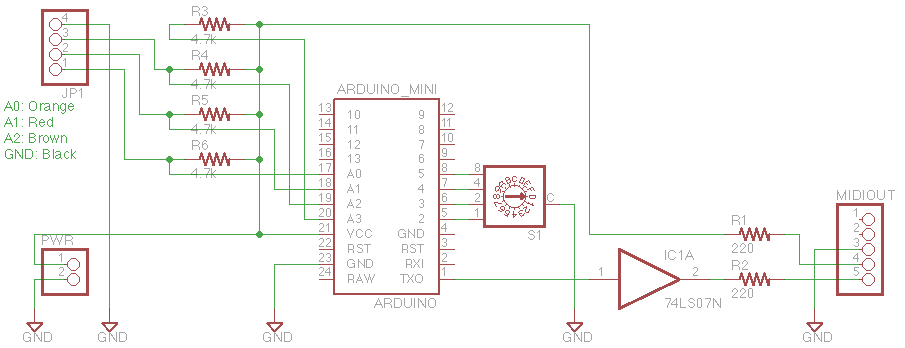 4
3
2
1
JP1
A0: Orange
A1: Red
A2: Brown
GND: Black
R3
4.7k
R4
4.7k
R5
4.7k
R6
4.7k
ARDUINO_MINI
13 10 9 12
14 11 8 11
15 12 7 10
16 13 6 9
17 A0 5 8
18 A1 4 7
19 A2 3 6
20 A3 2 5
21 VCC GND 4
22 RST RST 3
23 GND RXI 2
24 RAW TXO 1
ARDUINO
8
4
2
1
C
0123456789ABCDEF
S1
PWR
1
2
IC1A
1
2
74LS07N
R1
220
R2
220
MIDIOUT
1
2
3
4
5
GND
GND
GND
GND
GND